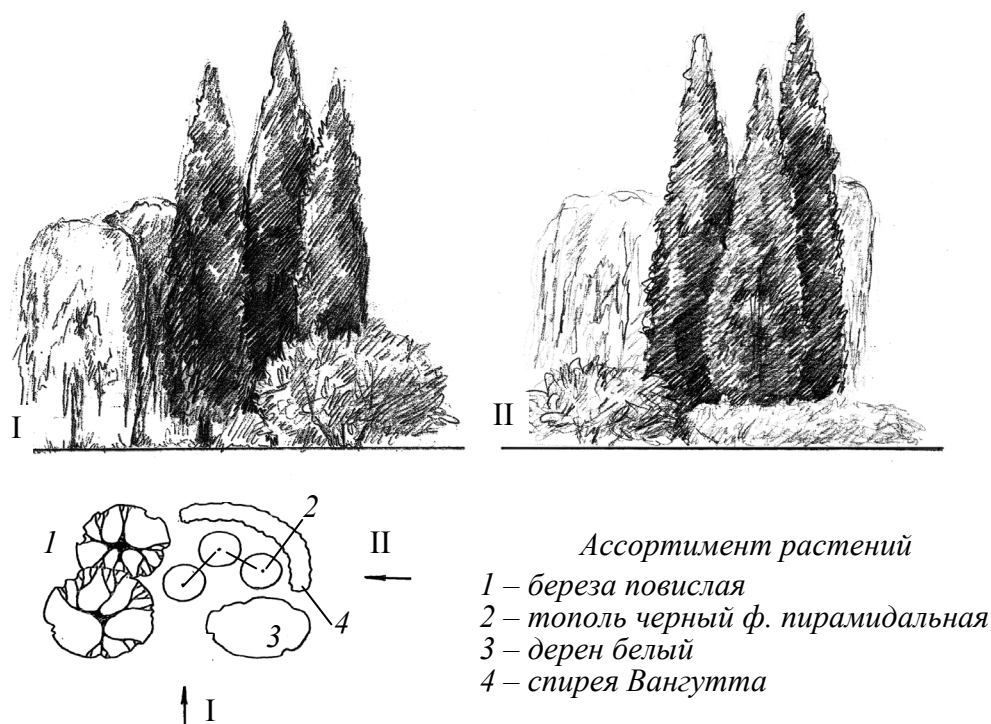 I
II
1
2
II
3
4
I
Ассортимент растений
1 – береза повислая
2 – тополь черный ф. пирамидальная
3 – дерен белый
4 – спирея Вангутта